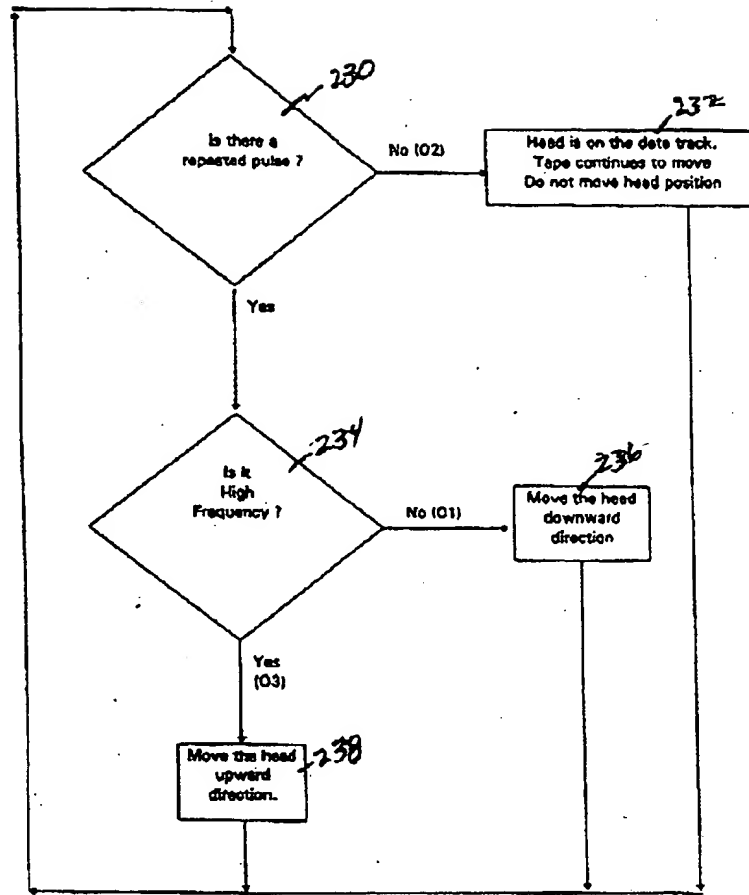 230
Is there a
repeated pulse ?
No (02)
232
Head is on the data track.
Tape continues to move
Do not move head position
Yes
234
Is it
High
Frequency ?
No (01)
236
Move the head
downward
direction
Yes
(03)
Move the head
upward
direction.
238